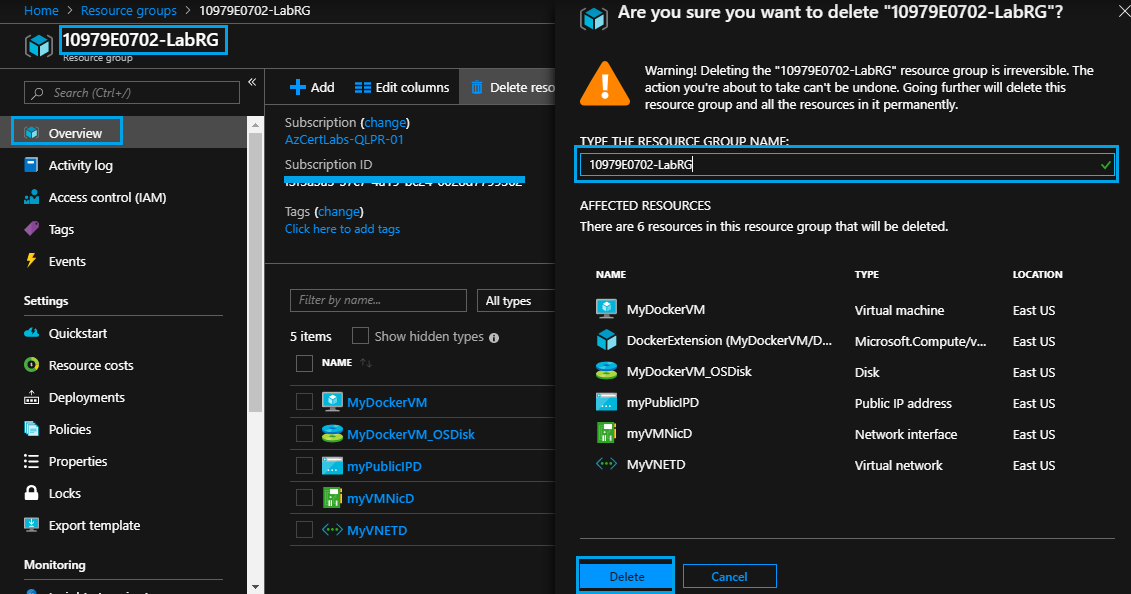 Home > Resource groups > 10979E0702-LabRG
10979E0702-LabRG
Resource group
Search (Ctrl+/)
«
Overview
Activity log
Access control (IAM)
Tags
Events
Settings
Quickstart
Resource costs
Deployments
Policies
Properties
Locks
Export template
Monitoring
Add Edit columns Delete reso
Subscription (change)
AzCertLabs-QLPR-01
Subscription ID
Tags (change)
Click here to add tags
Filter by name... All types
5 items Show hidden types
NAME
MyDockerVM
MyDockerVM_OSDisk
myPublicIPD
myVMNicD
MyVNETD
Are you sure you want to delete "10979E0702-LabRG"?
Warning! Deleting the "10979E0702-LabRG" resource group is irreversible. The
action you're about to take can't be undone. Going further will delete this
resource group and all the resources in it permanently.
TYPE THE RESOURCE GROUP NAME:
10979E0702-LabRG
AFFECTED RESOURCES
There are 6 resources in this resource group that will be deleted.
NAME TYPE LOCATION
MyDockerVM Virtual machine East US
DockerExtension (MyDockerVM/D... Microsoft.Compute/v... East US
MyDockerVM_OSDisk Disk East US
myPublicIPD Public IP address East US
myVMNicD Network interface East US
MyVNETD Virtual network East US
Delete Cancel